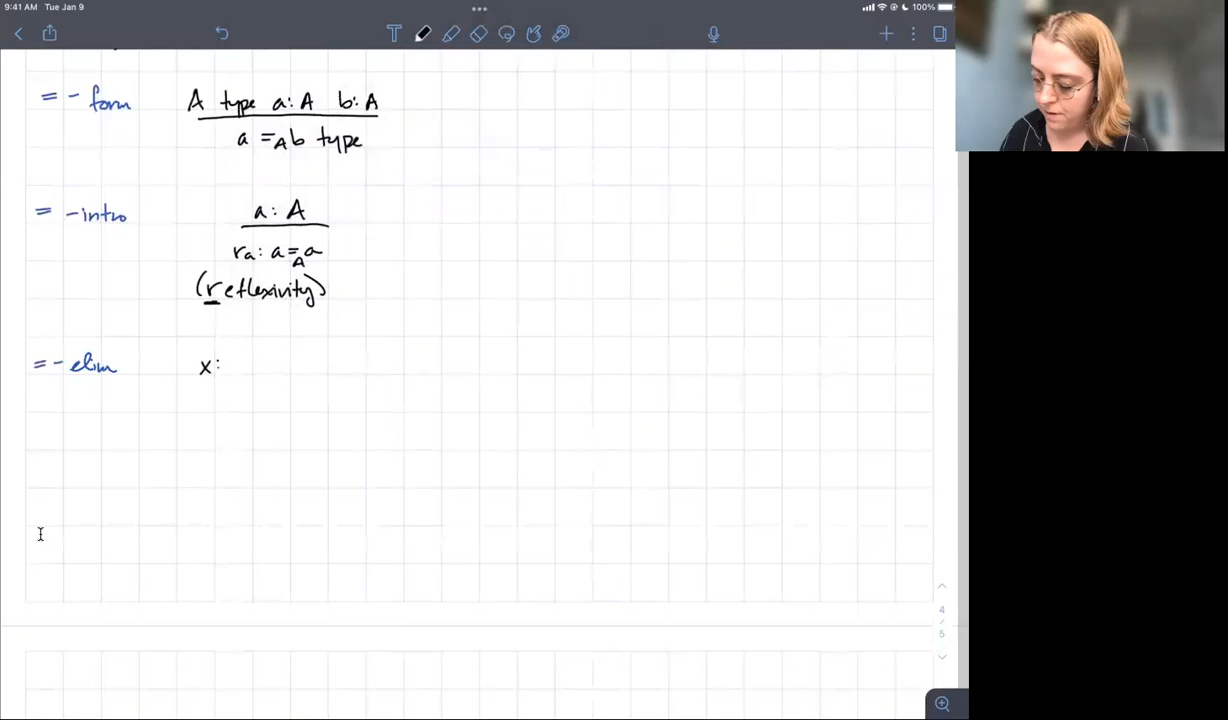 9:41 AM Tue Jan 9
100%
= - form
A type a: A b: A
a =A b type
= - intro
a: A
ra: a =A a
(reflexivity)
= - elim
x:
4
/
5